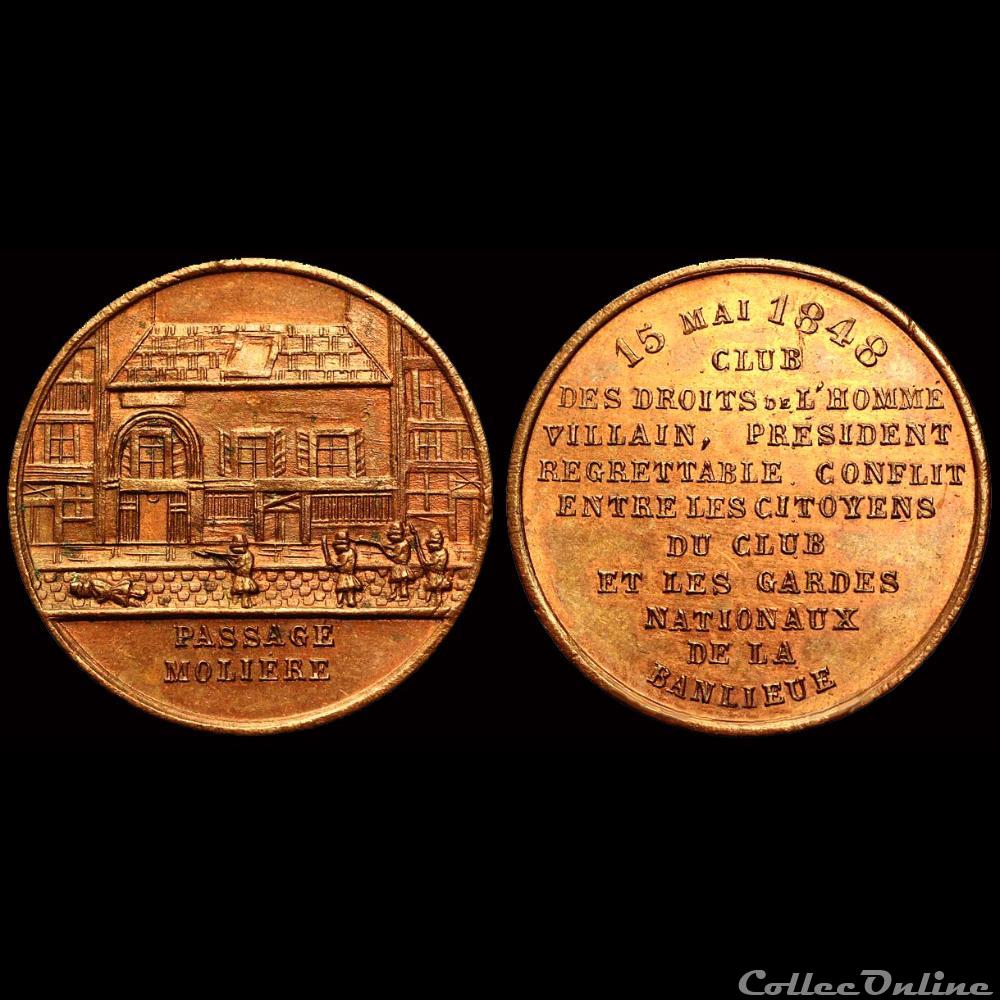 PASSAGE
MOLIÉRE
15 MAI 1848
CLUB
DES DROITS DE L'HOMME
VILLAIN, PRÉSIDENT
REGRETTABLE CONFLIT
ENTRE LES CITOYENS
DU CLUB
ET LES GARDES
NATIONAUX
DE LA
BANLIEUE
CollecOnline